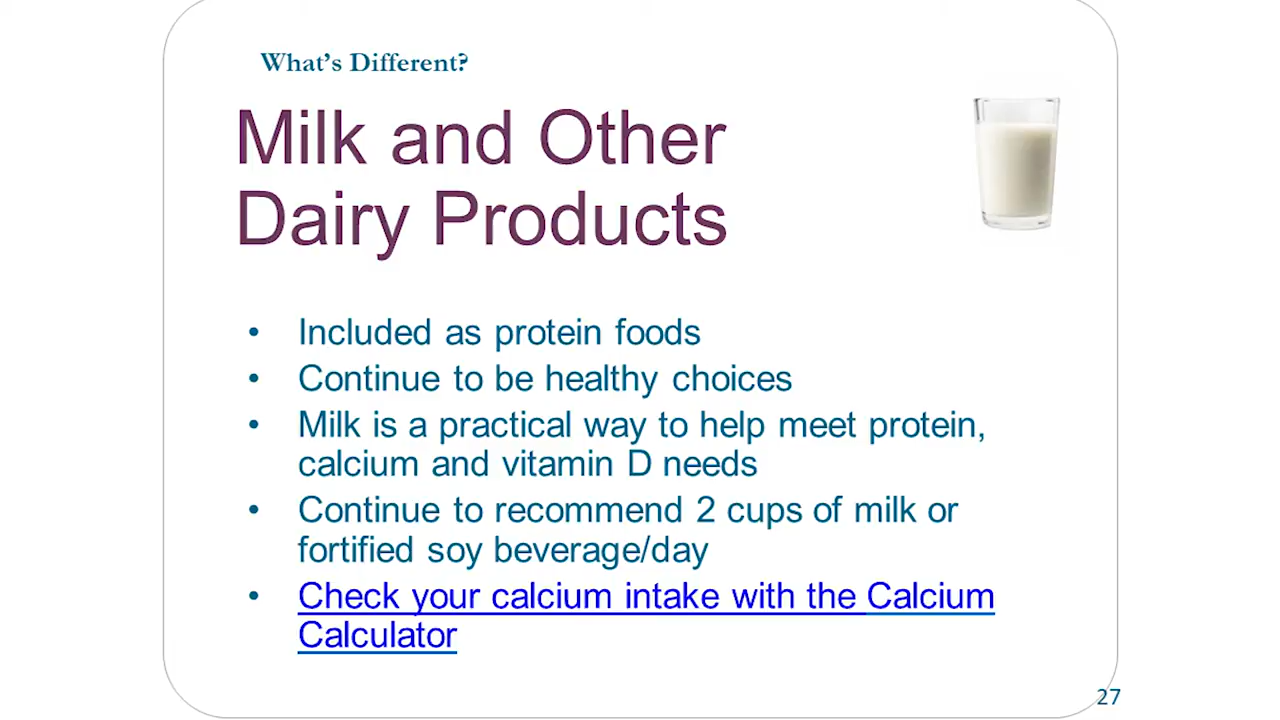 What's Different?
Milk and Other
Dairy Products
• Included as protein foods
• Continue to be healthy choices
• Milk is a practical way to help meet protein,
calcium and vitamin D needs
• Continue to recommend 2 cups of milk or
fortified soy beverage/day
• Check your calcium intake with the Calcium
Calculator
27